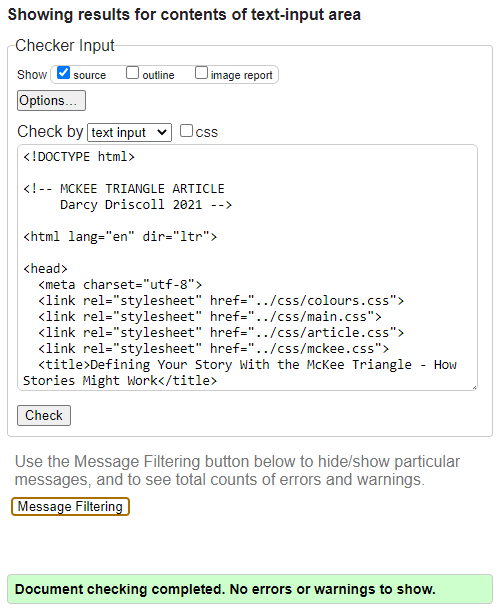 Showing results for contents of text-input area
Checker Input
Show source outline image report
Options...
Check by text input css
<!DOCTYPE html>
<!-- MCKEE TRIANGLE ARTICLE
Darcy Driscoll 2021 -->
<html lang="en" dir="ltr">
<head>
<meta charset="utf-8">
<link rel="stylesheet" href="../css/colours.css">
<link rel="stylesheet" href="../css/main.css">
<link rel="stylesheet" href="../css/article.css">
<link rel="stylesheet" href="../css/mckee.css">
<title>Defining Your Story With the McKee Triangle - How
Stories Might Work</title>
Check
Use the Message Filtering button below to hide/show particular
messages, and to see total counts of errors and warnings.
Message Filtering
Document checking completed. No errors or warnings to show.